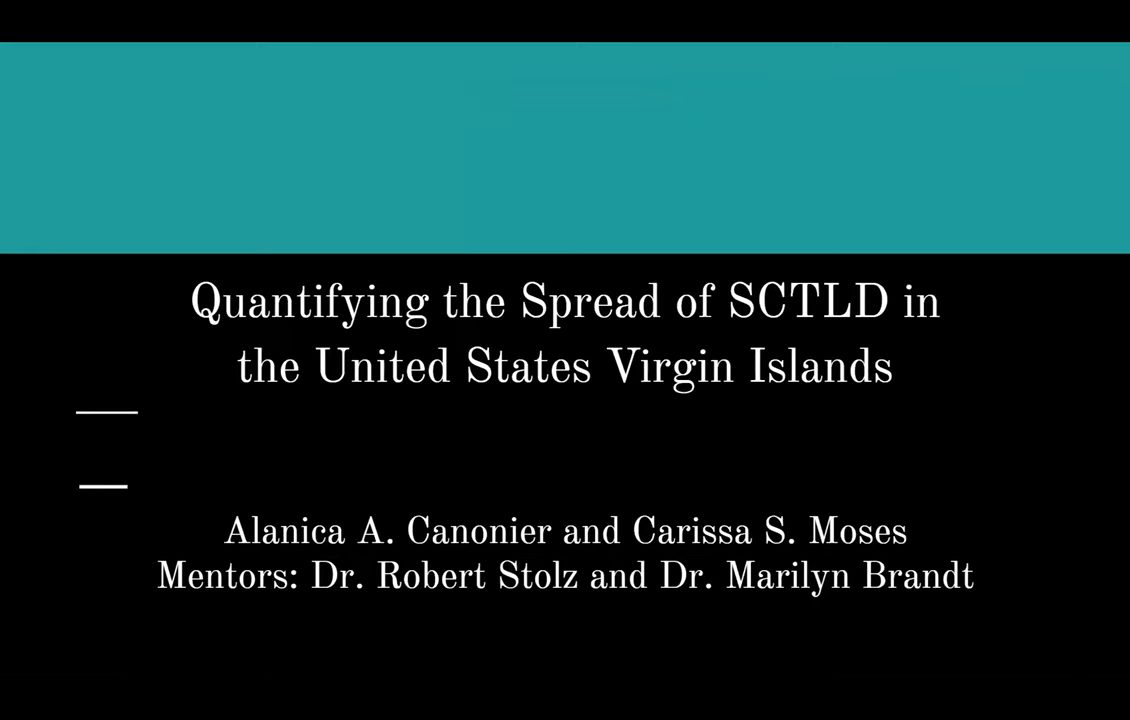 Quantifying the Spread of SCTLD in
the United States Virgin Islands
Alanica A. Canonier and Carissa S. Moses
Mentors: Dr. Robert Stolz and Dr. Marilyn Brandt